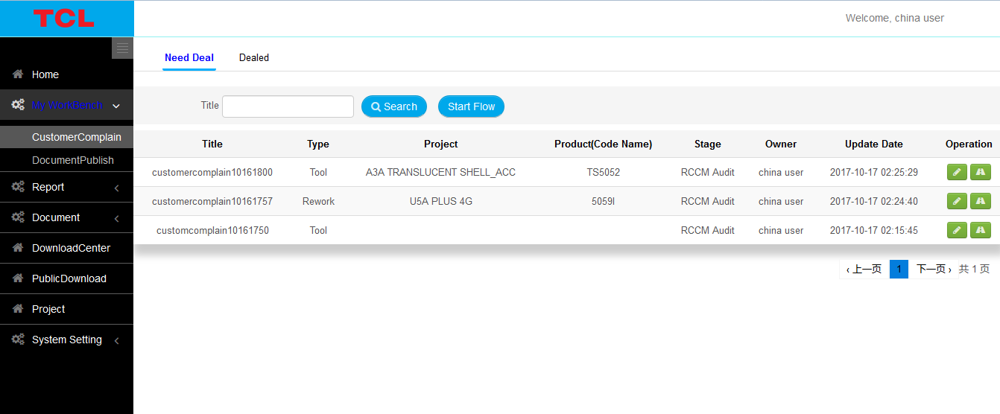 TCL
Welcome, china user
Need Deal Dealed
Home
My WorkBench
CustomerComplain
DocumentPublish
Report
Document
DownloadCenter
PublicDownload
Project
System Setting
Title Search Start Flow
Title Type Project Product(Code Name) Stage Owner Update Date Operation
customercomplain10161800 Tool A3A TRANSLUCENT SHELL_ACC TS5052 RCCM Audit china user 2017-10-17 02:25:29
customercomplain10161757 Rework U5A PLUS 4G 5059I RCCM Audit china user 2017-10-17 02:24:40
customcomplain10161750 Tool RCCM Audit china user 2017-10-17 02:15:45
‹ 上一页 1 下一页 › 共 1 页